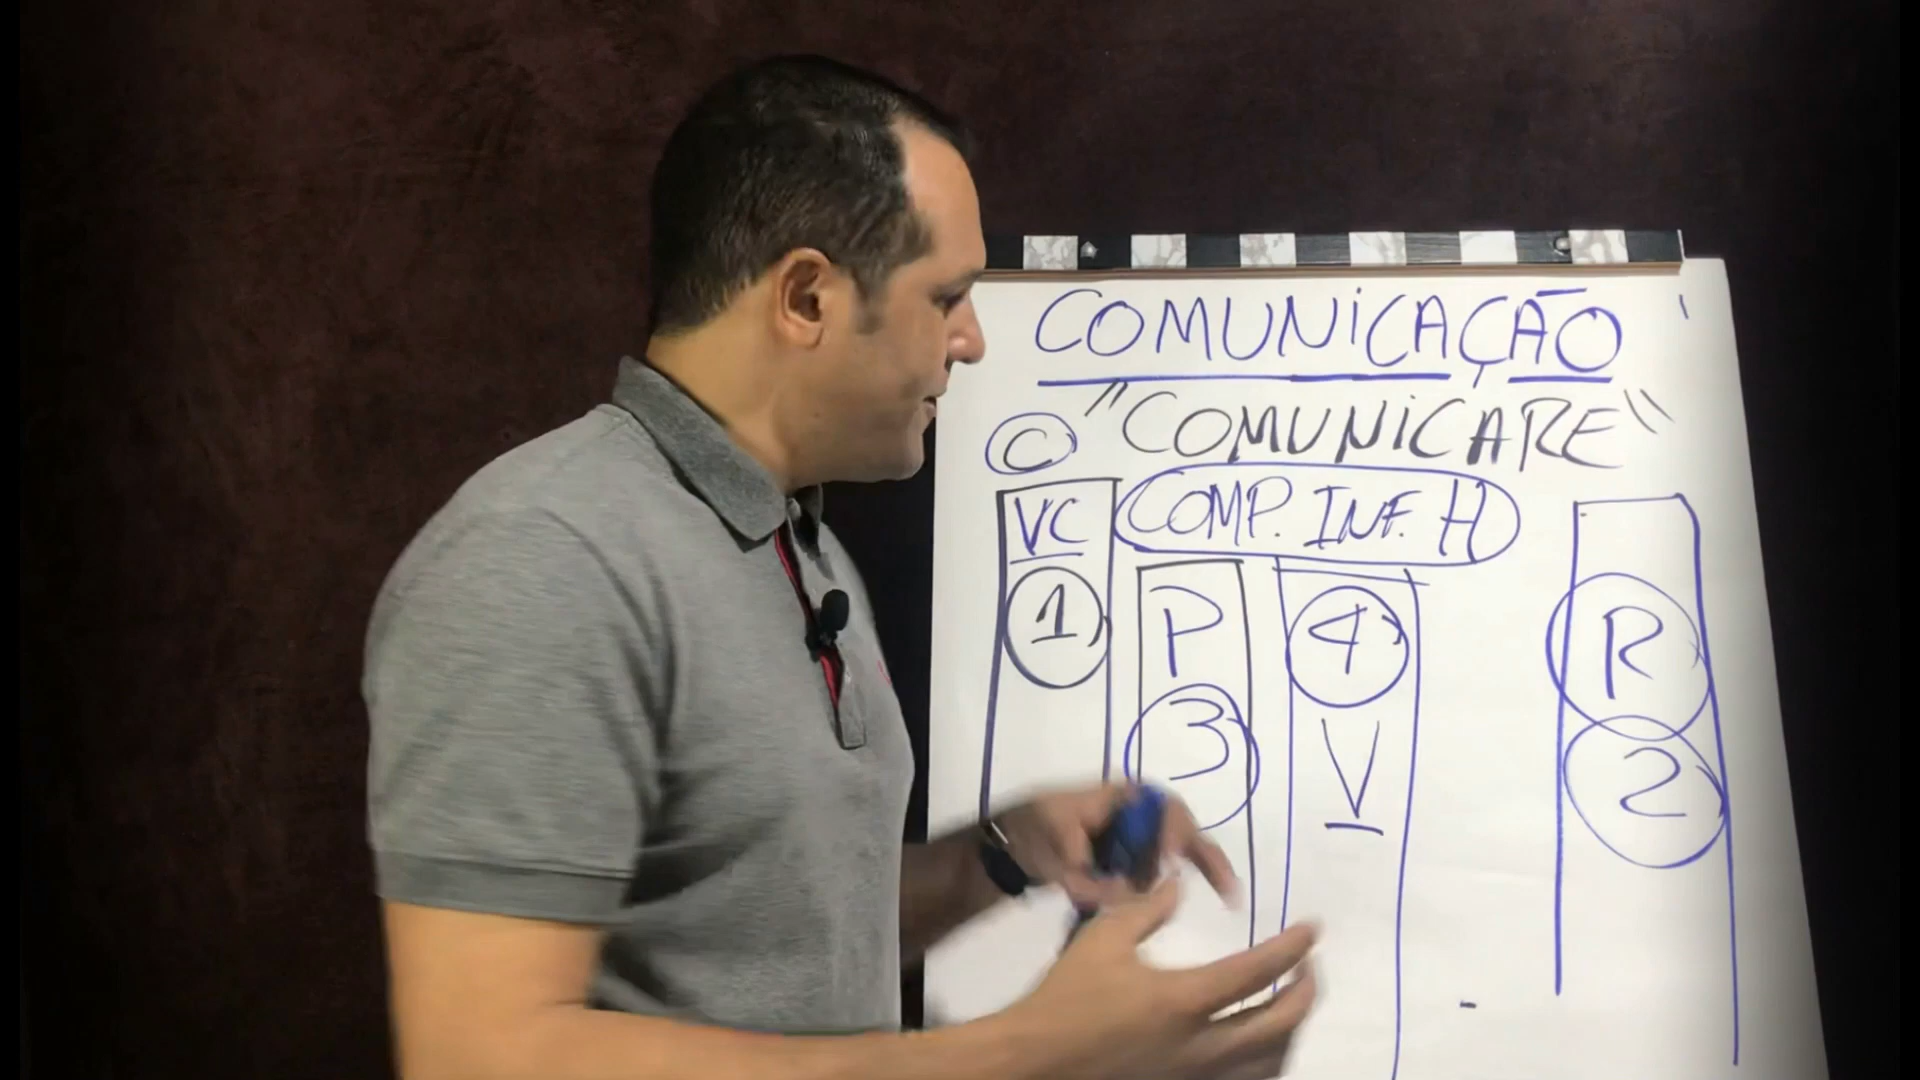 COMUNICAÇÃO
© "COMUNICARE"
VC COMP. INF. H
1 P 4 R
3 V 2